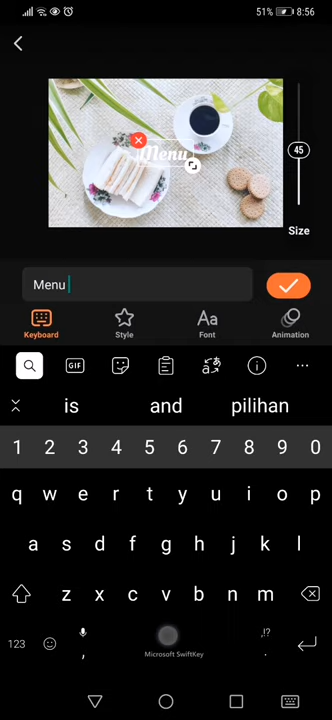 51% 8:56
Menu
45
Size
Menu
Keyboard Style Font Animation
GIF
is and pilihan
1 2 3 4 5 6 7 8 9 0
q w e r t y u i o p
a s d f g h j k l
z x c v b n m
123 , .
,!?
Microsoft SwiftKey